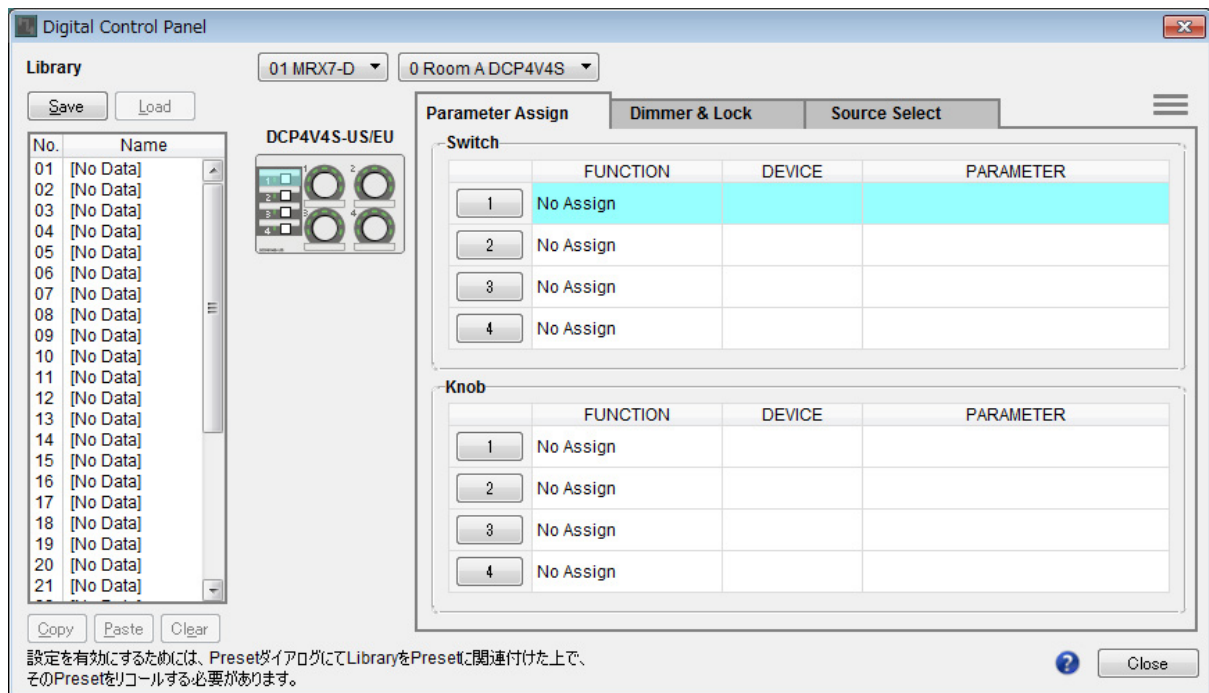 Digital Control Panel
Library
01 MRX7-D
0 Room A DCP4V4S
Save
Load
Parameter Assign
Dimmer & Lock
Source Select
No. Name
01 [No Data]
02 [No Data]
03 [No Data]
04 [No Data]
05 [No Data]
06 [No Data]
07 [No Data]
08 [No Data]
09 [No Data]
10 [No Data]
11 [No Data]
12 [No Data]
13 [No Data]
14 [No Data]
15 [No Data]
16 [No Data]
17 [No Data]
18 [No Data]
19 [No Data]
20 [No Data]
21 [No Data]
Copy
Paste
Clear
DCP4V4S-US/EU
1
2
3
4
1 2
3 4
Switch
FUNCTION DEVICE PARAMETER
1 No Assign
2 No Assign
3 No Assign
4 No Assign
Knob
FUNCTION DEVICE PARAMETER
1 No Assign
2 No Assign
3 No Assign
4 No Assign
設定を有効にするためには、PresetダイアログにてLibraryをPresetに関連付けた上で、
そのPresetをリコールする必要があります。
?
Close